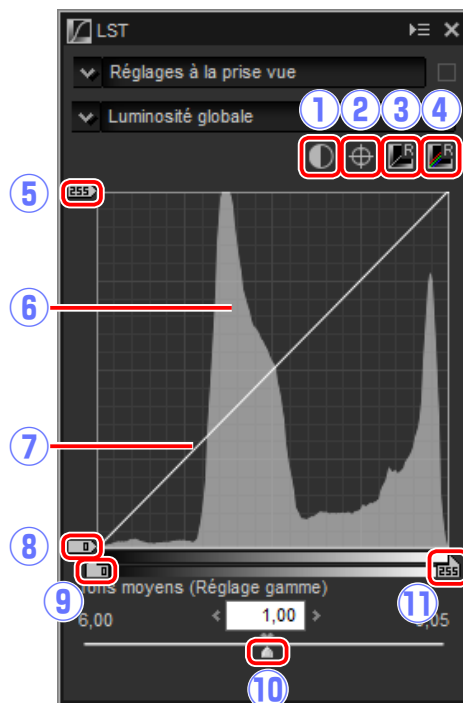 LST
Réglages à la prise vue
Luminosité globale
1 2 3 4
R R
5 255
6
7
8 0
9 0
255 11
Tons moyens (Réglage gamme)
6,00 1,00 0,05
10